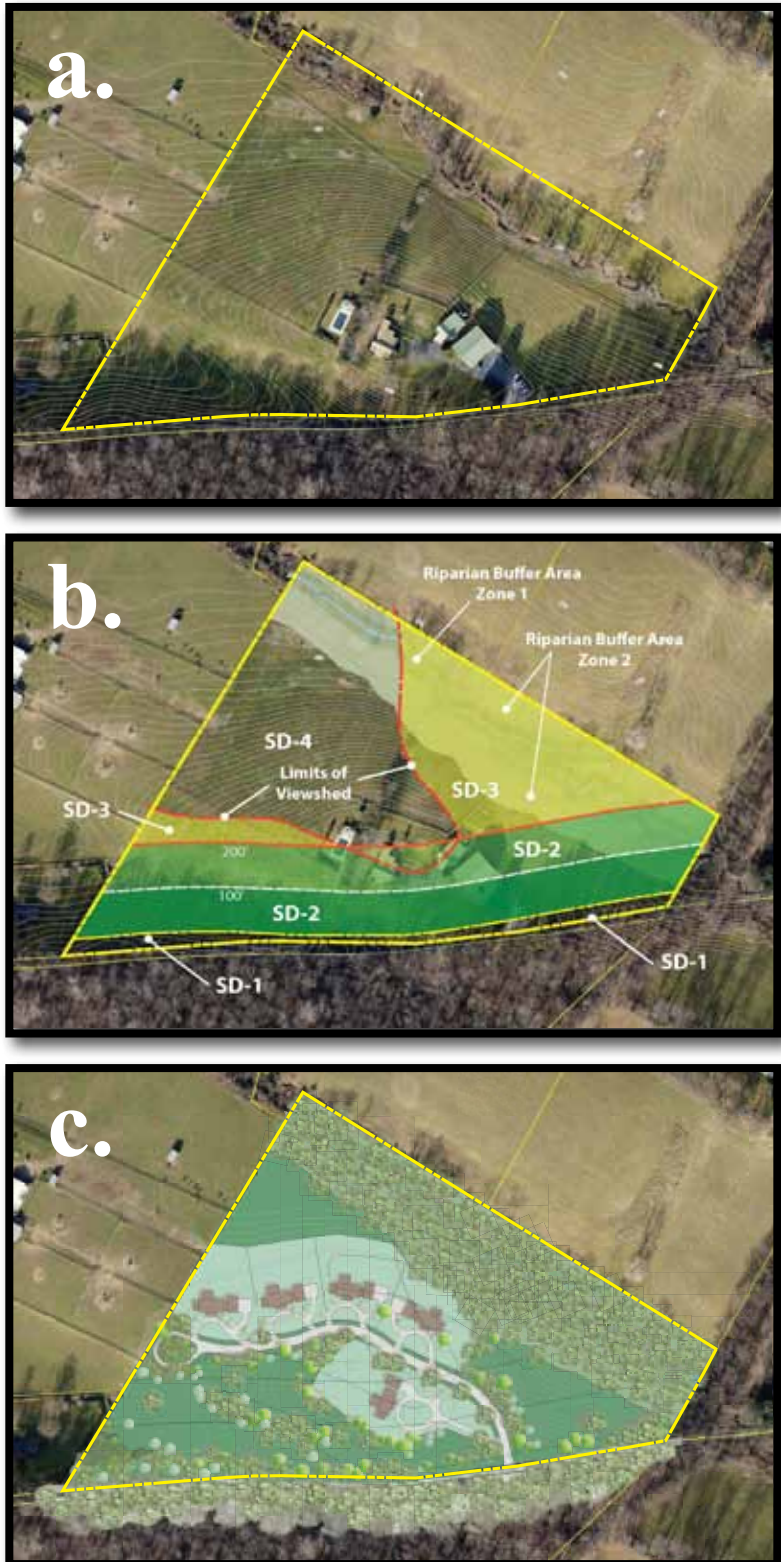 a.
b.
Riparian Buffer Area
Zone 1
Riparian Buffer Area
Zone 2
SD-4
Limits of
Viewshed
SD-3
SD-3
200'
SD-2
100'
SD-2
SD-1
SD-1
c.